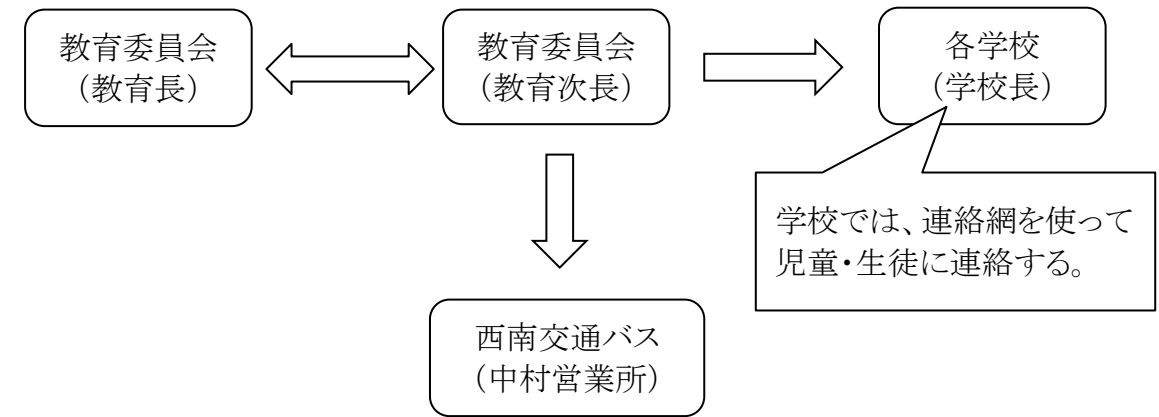 教育委員会
(教育長)
教育委員会
(教育次長)
各学校
(学校長)
学校では、連絡網を使って
児童・生徒に連絡する。
西南交通バス
(中村営業所)